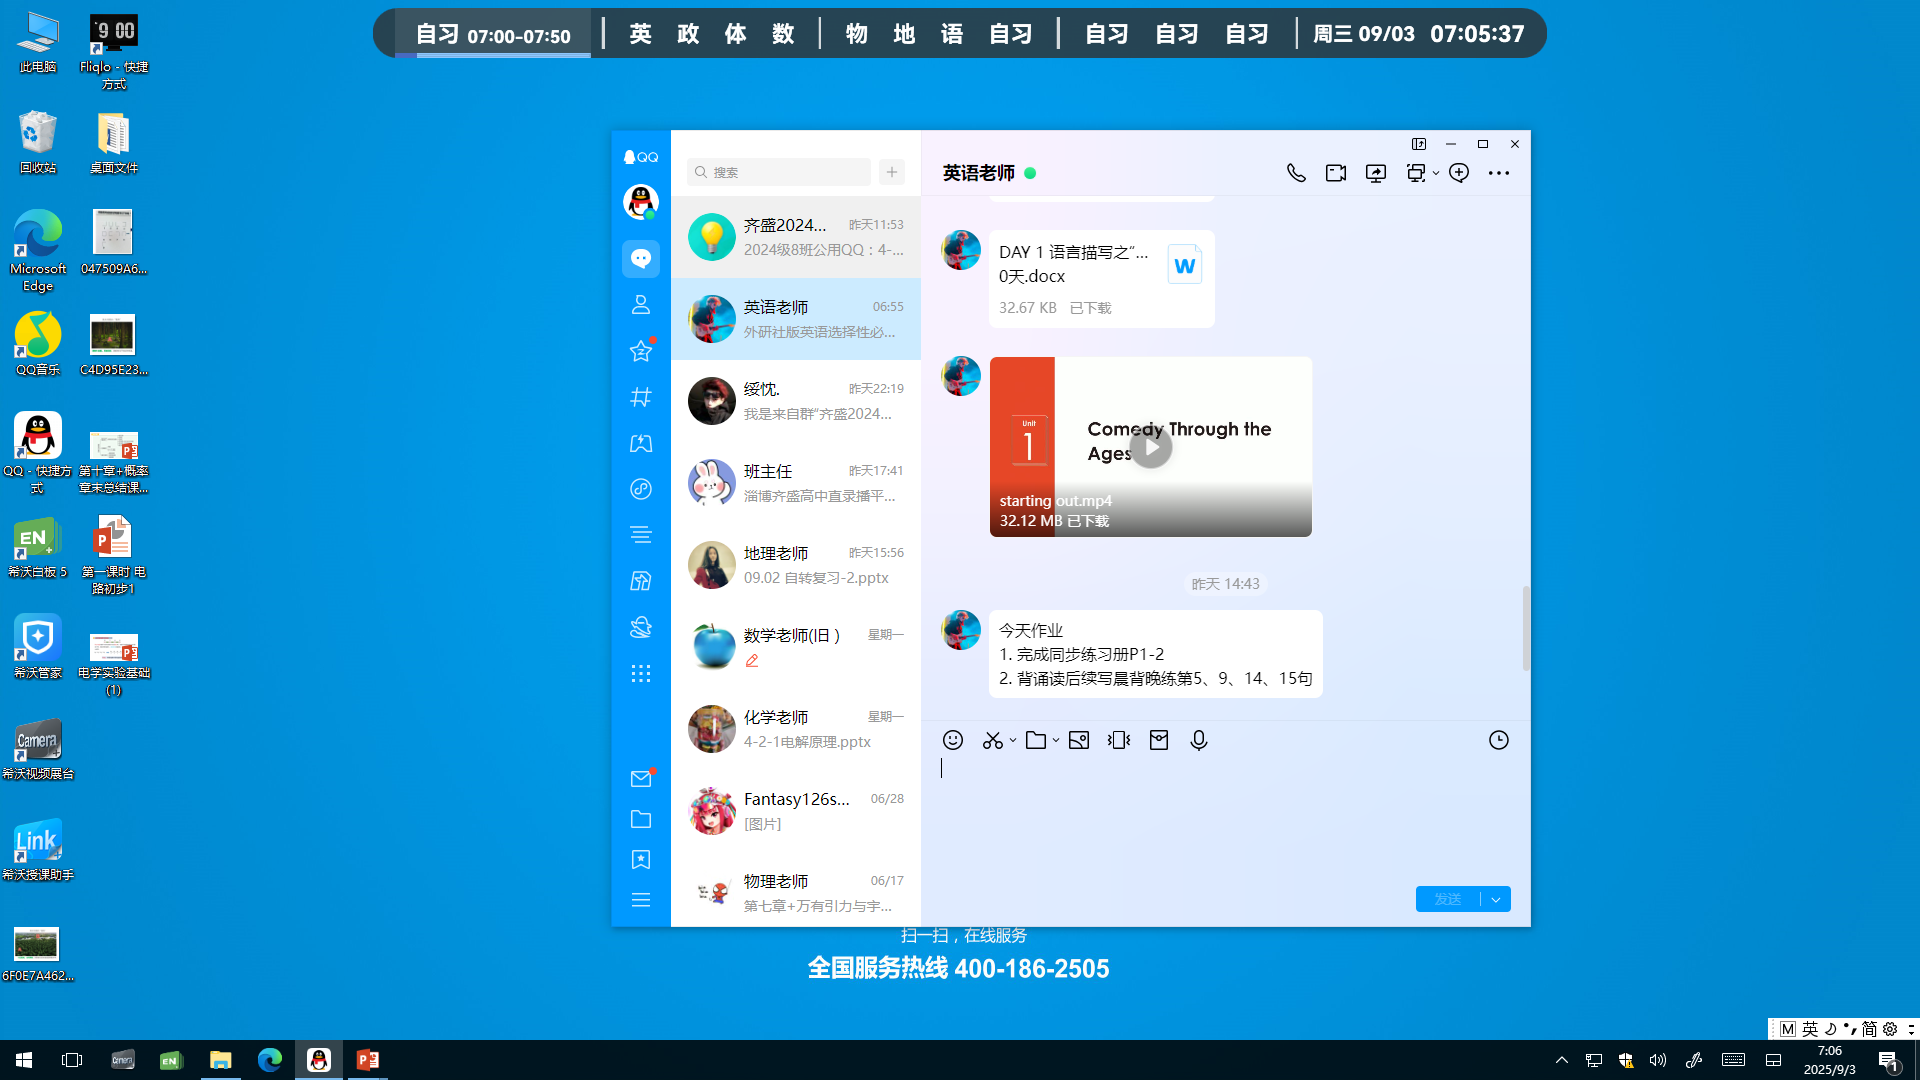 自习 07:00-07:50 | 英 政 体 数 | 物 地 语 自习 | 自习 自习 自习 | 周三 09/03 07:05:37
此电脑
Fliqlo - 快捷方式
回收站
桌面文件
Microsoft Edge
047509A6...
QQ音乐
C4D95E23...
QQ - 快捷方式
第十章+概率章末总结课...
EN
希沃白板 5
第一课时 电路初步1
希沃管家
电学实验基础(1)
Camera
希沃视频展台
Link
希沃授课助手
6F0E7A462...
QQ
搜索
齐盛2024... 昨天11:53
2024级8班公用QQ：4-...
英语老师 06:55
外研社版英语选择性必...
绥忱. 昨天22:19
我是来自群“齐盛2024...
班主任 昨天17:41
淄博齐盛高中直录播平...
地理老师 昨天15:56
09.02 自转复习-2.pptx
数学老师(旧） 星期一
化学老师 星期一
4-2-1电解原理.pptx
Fantasy126s... 06/28
[图片]
物理老师 06/17
第七章+万有引力与宇...
英语老师
DAY 1 语言描写之“...
0天.docx
W
32.67 KB 已下载
Unit
1
Comedy Through the
Ages
starting out.mp4
32.12 MB 已下载
昨天 14:43
今天作业
1. 完成同步练习册P1-2
2. 背诵读后续写晨背晚练第5、9、14、15句
发送
扫一扫，在线服务
全国服务热线 400-186-2505
M 英 简
7:06
2025/9/3
1